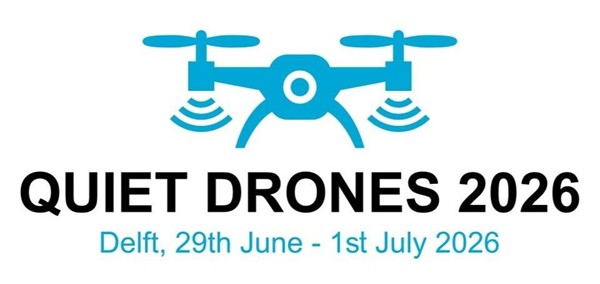 QUIET DRONES 2026
Delft, 29th June - 1st July 2026